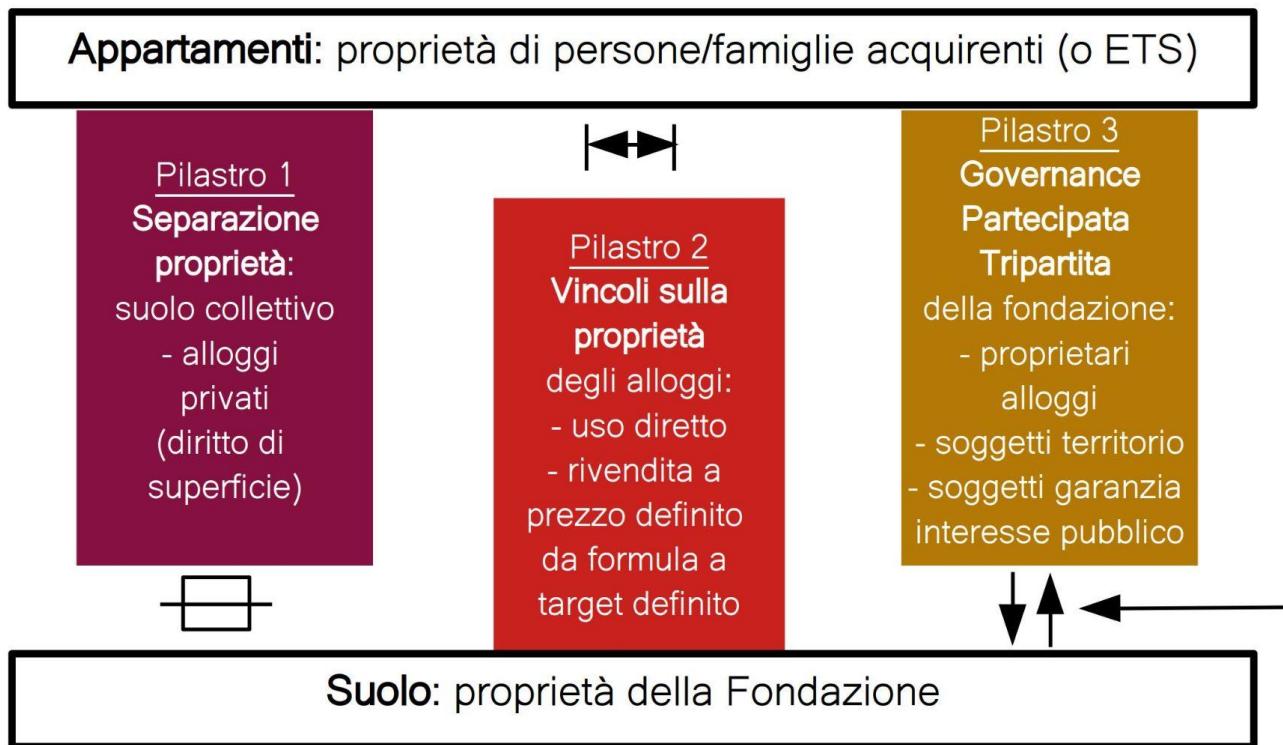 Appartamenti: proprietà di persone/famiglie acquirenti (o ETS)
Pilastro 1
Separazione
proprietà:
suolo collettivo
- alloggi
privati
(diritto di
superficie)
Pilastro 2
Vincoli sulla
proprietà
degli alloggi:
- uso diretto
- rivendita a
prezzo definito
da formula a
target definito
Pilastro 3
Governance
Partecipata
Tripartita
della fondazione:
- proprietari
alloggi
- soggetti territorio
- soggetti garanzia
interesse pubblico
Suolo: proprietà della Fondazione